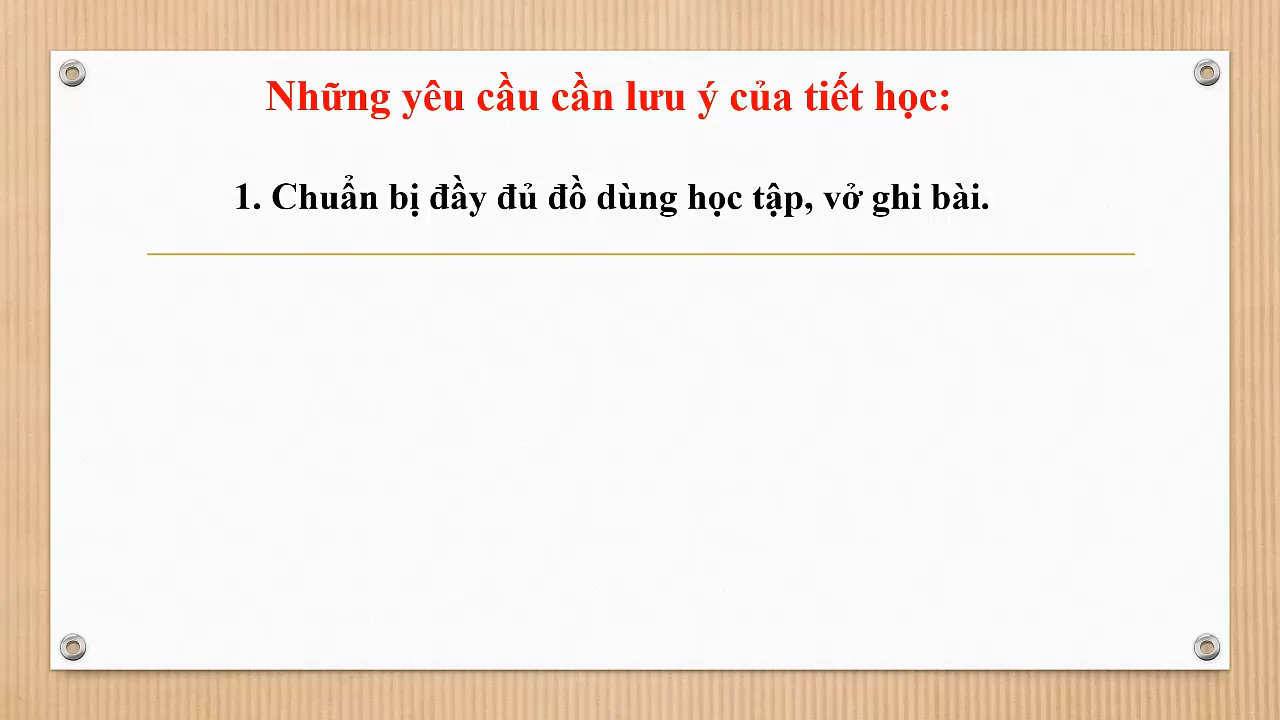 Những yêu cầu cần lưu ý của tiết học:
1. Chuẩn bị đầy đủ đồ dùng học tập, vở ghi bài.